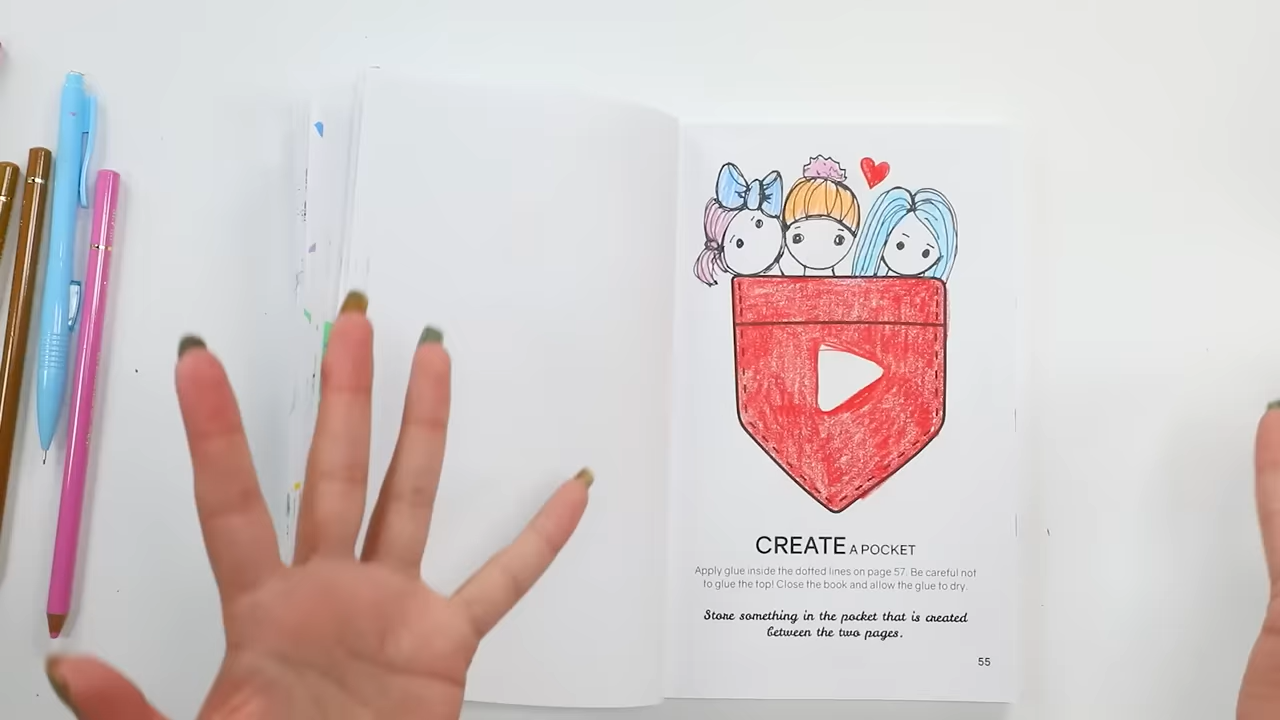 CREATE A POCKET
Apply glue inside the dotted lines on page 57. Be careful not
to glue the top! Close the book and allow the glue to dry.
Store something in the pocket that is created
between the two pages.
55